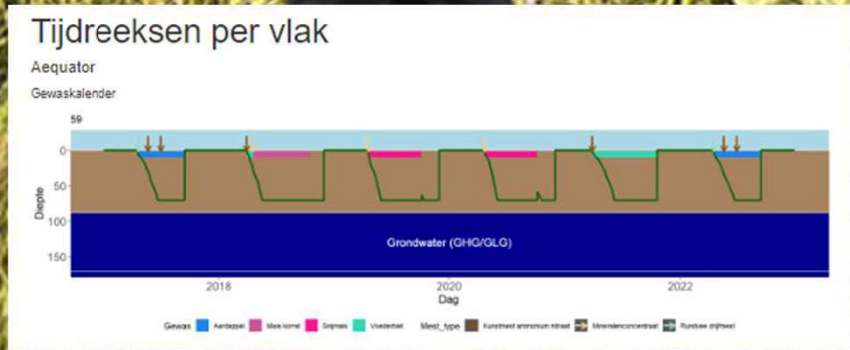 Tijdreeksen per vlak
Aequator
Gewaskalender
59
0
50
100
150
Diepte
Grondwater (GHG/GLG)
2018 2020 2022
Dag
Gewas Aardappel Mais korrel Snijmais Voederbiet Mest_type Kunstmest ammonium nitraat Mineralenconcentraat Rundvee drijfmest